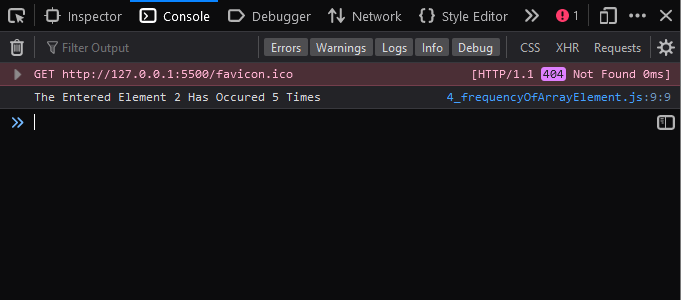 Inspector Console Debugger Network Style Editor 1
Filter Output Errors Warnings Logs Info Debug CSS XHR Requests
GET http://127.0.0.1:5500/favicon.ico [HTTP/1.1 404 Not Found 0ms]
The Entered Element 2 Has Occured 5 Times 4_frequencyOfArrayElement.js:9:9